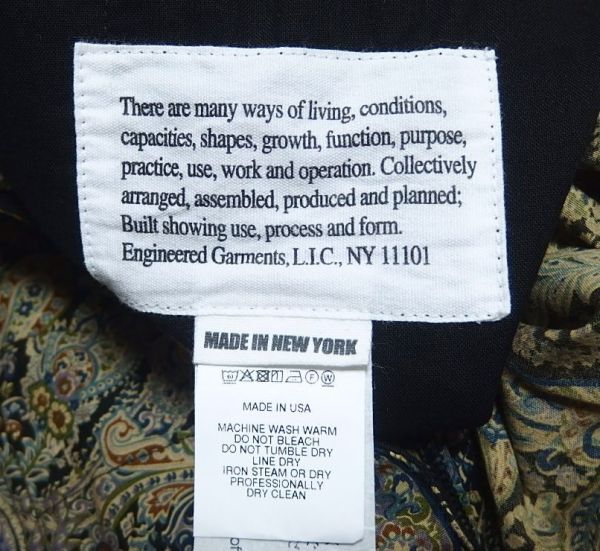 There are many ways of living, conditions,
capacities, shapes, growth, function, purpose,
practice, use, work and operation. Collectively
arranged, assembled, produced and planned;
Built showing use, process and form.
Engineered Garments, L.I.C., NY 11101
MADE IN NEW YORK
MADE IN USA
MACHINE WASH WARM
DO NOT BLEACH
DO NOT TUMBLE DRY
LINE DRY
IRON STEAM OR DRY
PROFESSIONALLY
DRY CLEAN